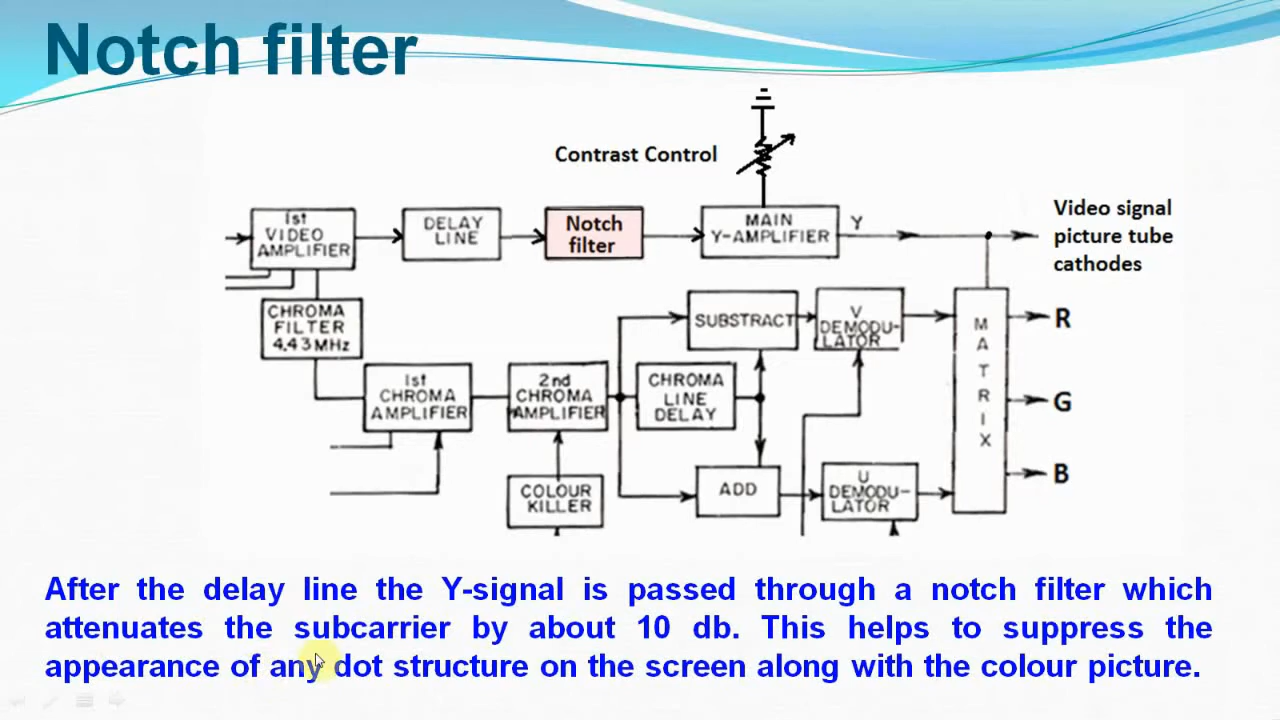 Notch filter
Contrast Control
1st
VIDEO
AMPLIFIER
DELAY
LINE
Notch
filter
MAIN
Y-AMPLIFIER
Y
Video signal
picture tube
cathodes
CHROMA
FILTER
4.43 MHz
1st
CHROMA
AMPLIFIER
2nd
CHROMA
AMPLIFIER
CHROMA
LINE
DELAY
SUBSTRACT
V
DEMODU-
LATOR
MATRIX
R
G
B
COLOUR
KILLER
ADD
U
DEMODU-
LATOR
After the delay line the Y-signal is passed through a notch filter which
attenuates the subcarrier by about 10 db. This helps to suppress the
appearance of any dot structure on the screen along with the colour picture.